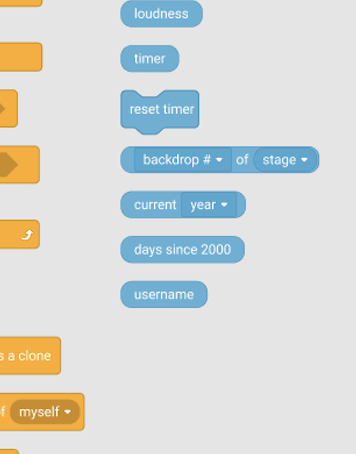 loudness
timer
reset timer
backdrop # of stage
current year
days since 2000
username
s a clone
f myself